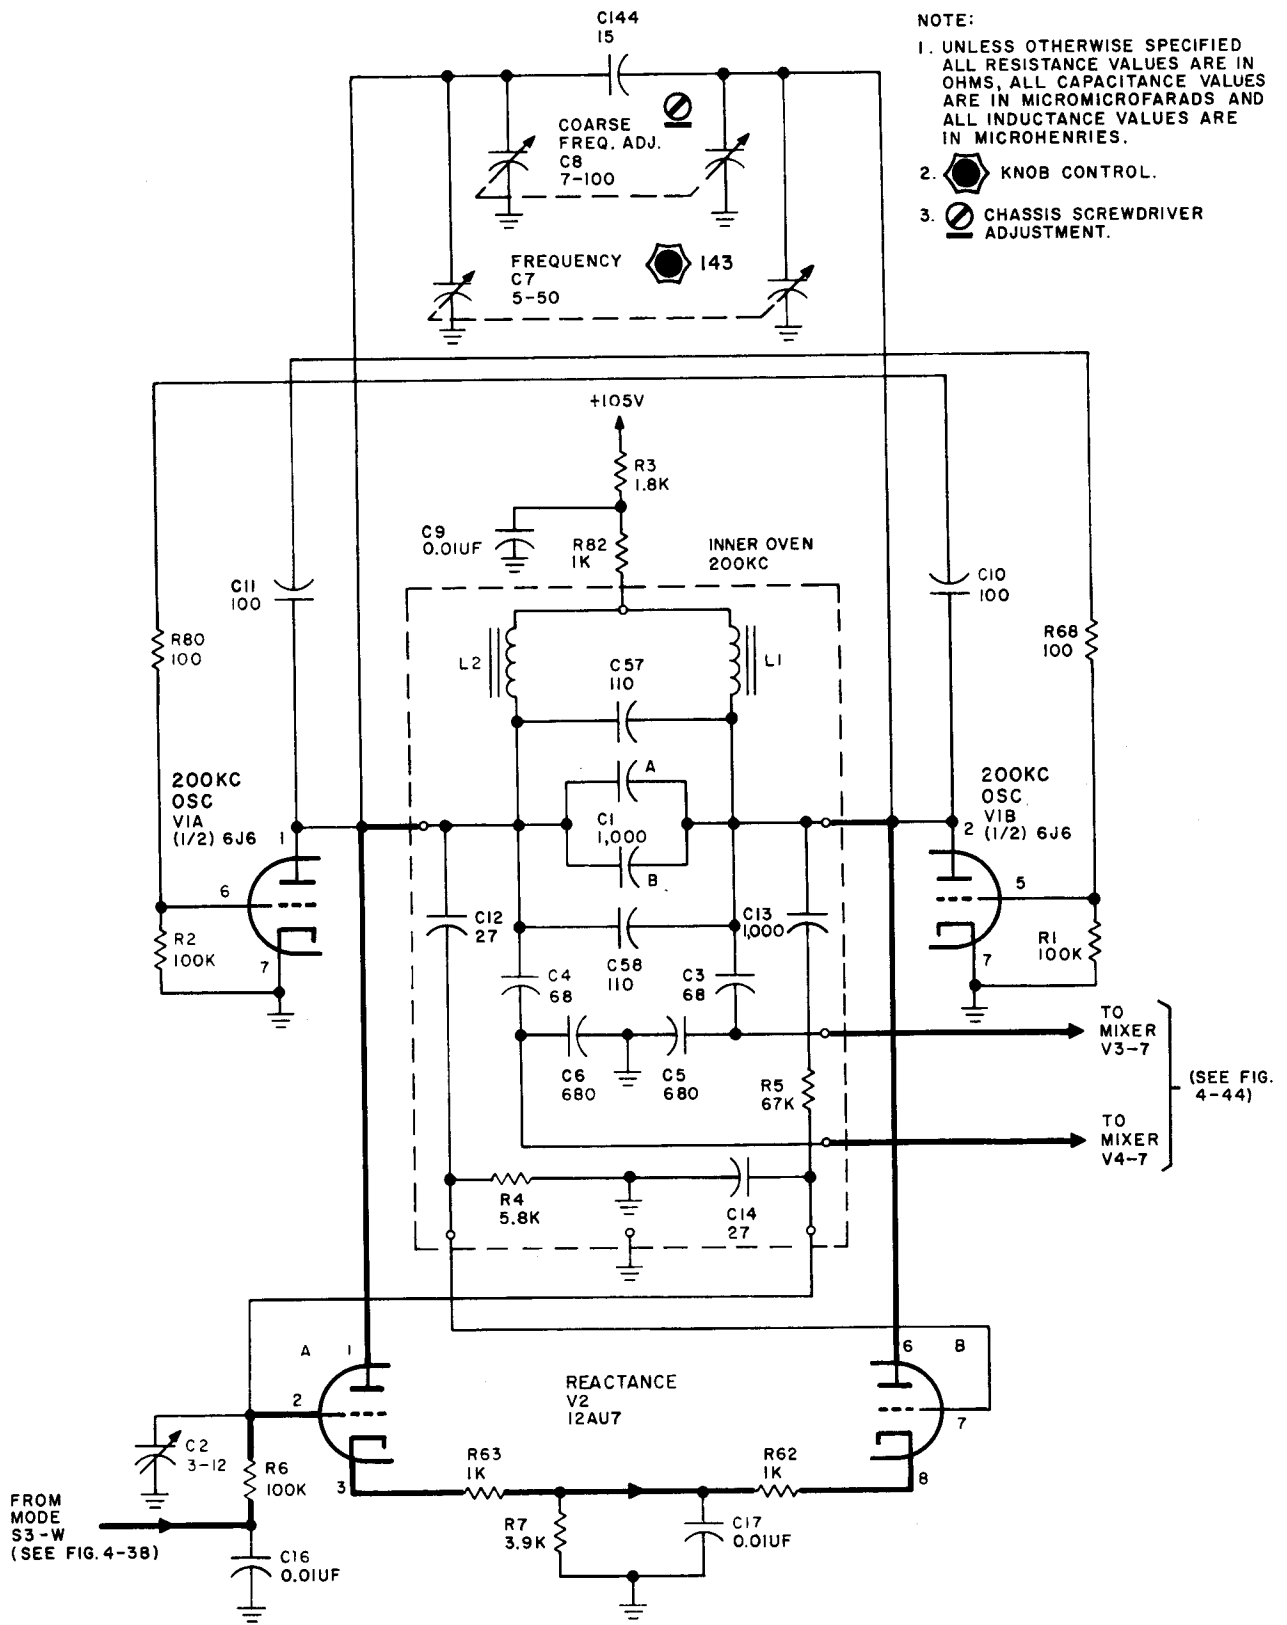 C144
15
NOTE:
1. UNLESS OTHERWISE SPECIFIED
ALL RESISTANCE VALUES ARE IN
OHMS, ALL CAPACITANCE VALUES
ARE IN MICROMICROFARADS AND
ALL INDUCTANCE VALUES ARE
IN MICROHENRIES.
2. KNOB CONTROL.
3. CHASSIS SCREWDRIVER
ADJUSTMENT.
COARSE
FREQ. ADJ.
C8
7-100
FREQUENCY
C7
5-50
143
+105V
R3
1.8K
C9
0.01UF
R82
1K
INNER OVEN
200KC
C11
100
C10
100
R80
100
R68
100
L2
C57
110
L1
200KC
OSC
V1A
(1/2) 6J6
1
A
C1
1,000
B
200KC
OSC
V1B
(1/2) 6J6
2
6
5
R2
100K
7
C12
27
C13
1,000
R1
100K
7
C4
68
C58
110
C3
68
C6
680
C5
680
R5
67K
TO
MIXER
V3-7
(SEE FIG.
4-44)
TO
MIXER
V4-7
R4
5.8K
C14
27
A
1
6
B
2
REACTANCE
V2
12AU7
7
C2
3-12
R6
100K
3
R63
1K
R62
1K
8
FROM
MODE
S3-W
(SEE FIG. 4-38)
R7
3.9K
C17
0.01UF
C16
0.01UF